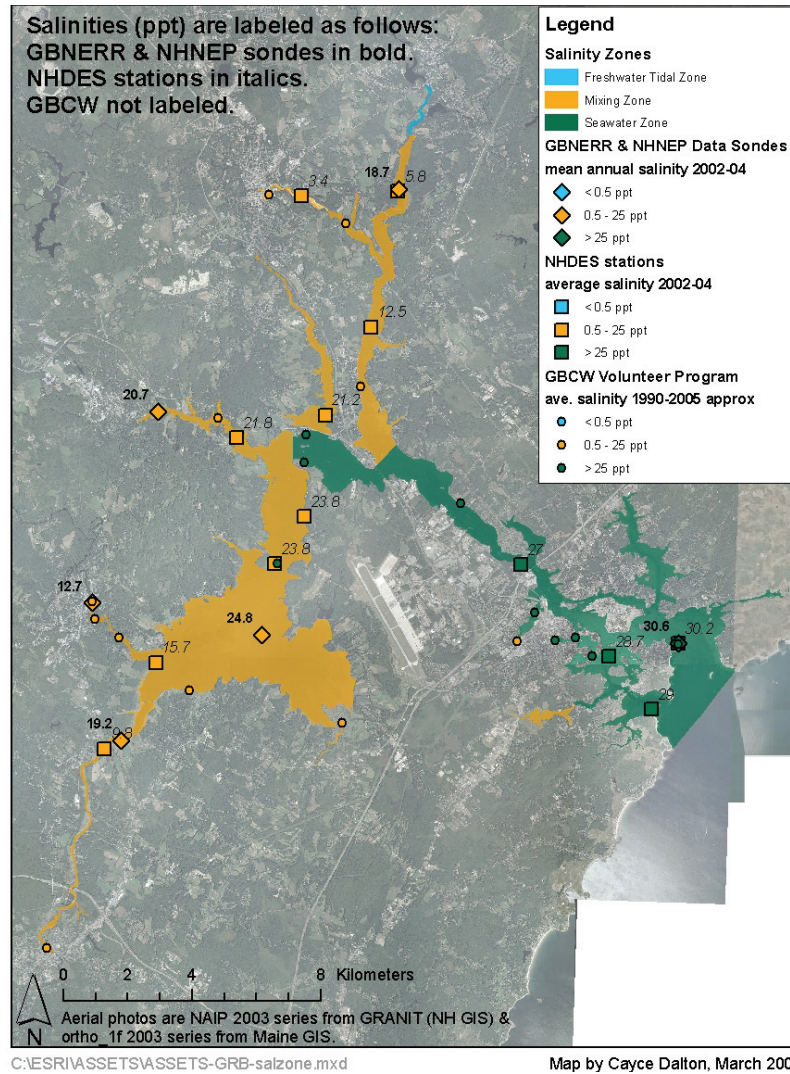 Salinities (ppt) are labeled as follows:
GBNERR & NHNEP sondes in bold.
NHDES stations in italics.
GBCW not labeled.
Legend
Salinity Zones
Freshwater Tidal Zone
Mixing Zone
Seawater Zone
GBNERR & NHNEP Data Sondes
mean annual salinity 2002-04
< 0.5 ppt
0.5 - 25 ppt
> 25 ppt
NHDES stations
average salinity 2002-04
< 0.5 ppt
0.5 - 25 ppt
> 25 ppt
GBCW Volunteer Program
ave. salinity 1990-2005 approx
< 0.5 ppt
0.5 - 25 ppt
> 25 ppt
18.7
5.8
3.4
12.5
20.7
21.2
21.8
23.8
23.8
27
12.7
24.8
30.6
30.2
15.7
28.7
29
19.2
9.8
0 4 8 Kilometers
N
Aerial photos are NAIP 2003 series from GRANIT (NH GIS) &
ortho_1f 2003 series from Maine GIS.
C:\ESRI\ASSETS\ASSETS-GRB-salzone.mxd
Map by Cayce Dalton, March 200